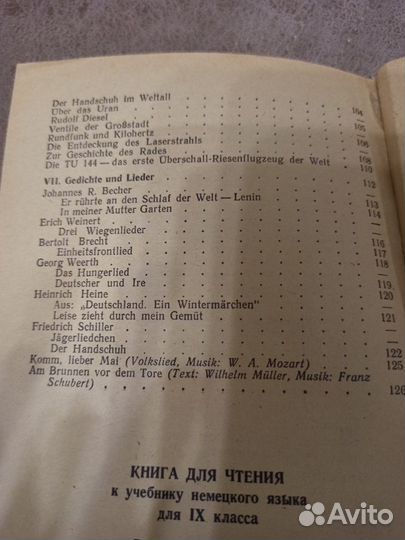 Der Handschuh im Weltall
Über das Uran
Rudolf Diesel 104
Ventile der Großstadt —
Rundfunk und Kilohertz 105
Die Entdeckung des Laserstrahls 106
Zur Geschichte des Rades —
Die TU 144 — das erste Überschall-Riesenflugzeug der Welt 108
110
VII. Gedichte und Lieder
Johannes R. Becher 112
Er rührte an den Schlaf der Welt — Lenin —
In meiner Mutter Garten 113
Erich Weinert 114
Drei Wiegenlieder —
Bertolt Brecht 116
Einheitsfrontlied —
Georg Weerth 117
Das Hungerlied 118
Deutscher und Ire —
Heinrich Heine 119
Aus: „Deutschland. Ein Wintermärchen“ 120
Leise zieht durch mein Gemüt —
Friedrich Schiller 121
Jägerliedchen —
Der Handschuh —
Komm, lieber Mai (Volkslied, Musik: W. A. Mozart) 122
Am Brunnen vor dem Tore (Text: Wilhelm Müller, Musik: Franz 125
Schubert) 126
КНИГА ДЛЯ ЧТЕНИЯ
к учебнику немецкого языка
для IX класса
Avito